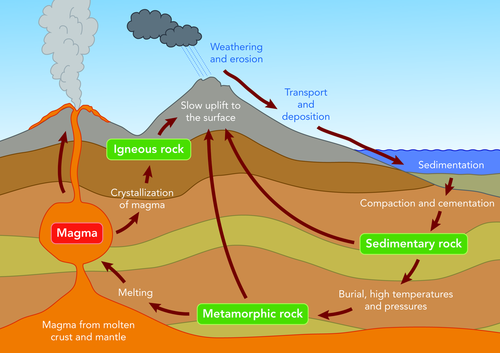 Weathering
and erosion
Transport
and
deposition
Slow uplift to
the surface
Igneous rock
Sedimentation
Crystallization
of magma
Compaction and cementation
Magma
Sedimentary rock
Melting
Burial, high temperatures
and pressures
Metamorphic rock
Magma from molten
crust and mantle